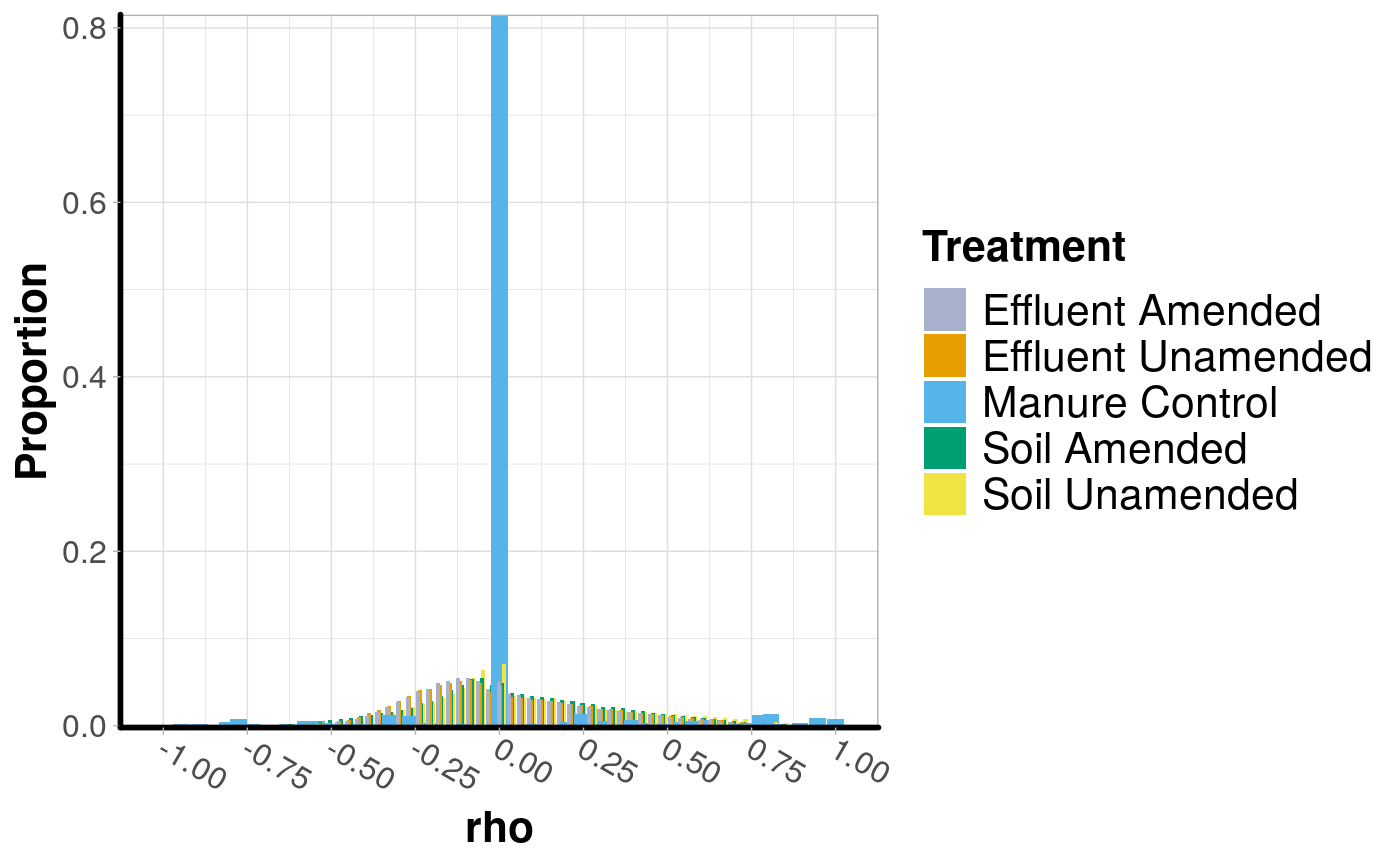 0.8
0.6
0.4
0.2
0.0
Proportion
-1.00
-0.75
-0.50
-0.25
0.00
0.25
0.50
0.75
1.00
rho
Treatment
Effluent Amended
Effluent Unamended
Manure Control
Soil Amended
Soil Unamended